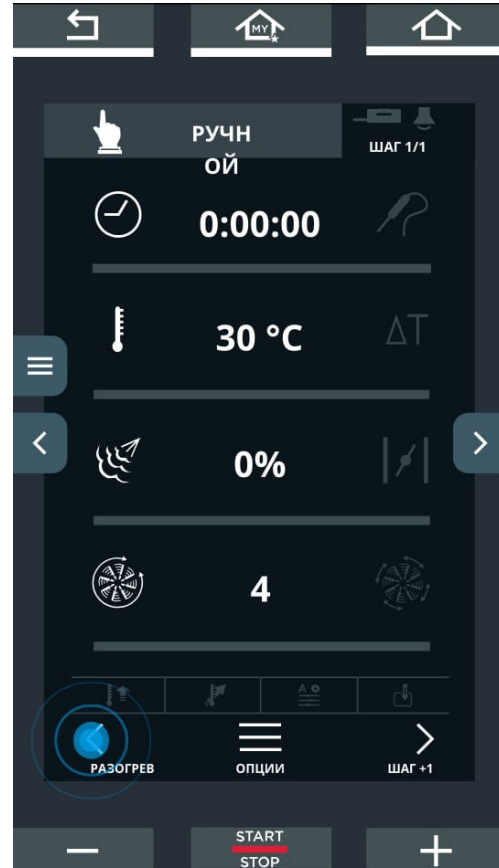 MY
РУЧН
ОЙ
ШАГ 1/1
0:00:00
30 °C
ΔT
0%
4
A
РАЗОГРЕВ
ОПЦИИ
ШАГ +1
START
STOP